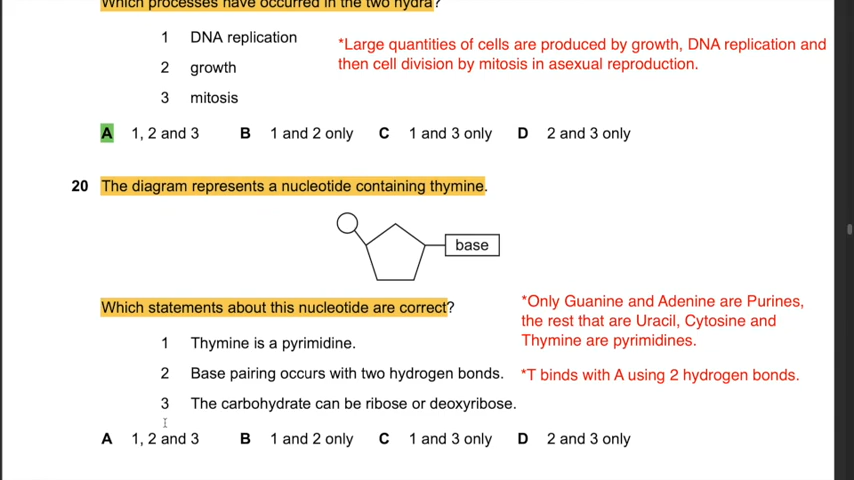 Which processes have occurred in the two hydra?
1 DNA replication
*Large quantities of cells are produced by growth, DNA replication and
2 growth
then cell division by mitosis in asexual reproduction.
3 mitosis
A 1, 2 and 3 B 1 and 2 only C 1 and 3 only D 2 and 3 only
20 The diagram represents a nucleotide containing thymine.
base
Which statements about this nucleotide are correct?
*Only Guanine and Adenine are Purines,
the rest that are Uracil, Cytosine and
Thymine are pyrimidines.
1 Thymine is a pyrimidine.
2 Base pairing occurs with two hydrogen bonds.
*T binds with A using 2 hydrogen bonds.
3 The carbohydrate can be ribose or deoxyribose.
A 1, 2 and 3 B 1 and 2 only C 1 and 3 only D 2 and 3 only